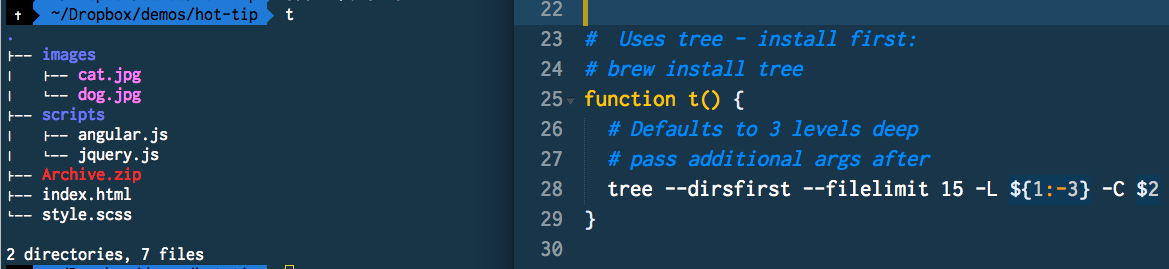 ~/Dropbox/demos/hot-tip t
.
├── images
│   ├── cat.jpg
│   └── dog.jpg
├── scripts
│   ├── angular.js
│   └── jquery.js
├── Archive.zip
├── index.html
└── style.scss
2 directories, 7 files
22
23 #  Uses tree - install first:
24 # brew install tree
25 function t() {
26 # Defaults to 3 levels deep
27 # pass additional args after
28 tree --dirsfirst --filelimit 15 -L ${1:-3} -C $2
29 }
30